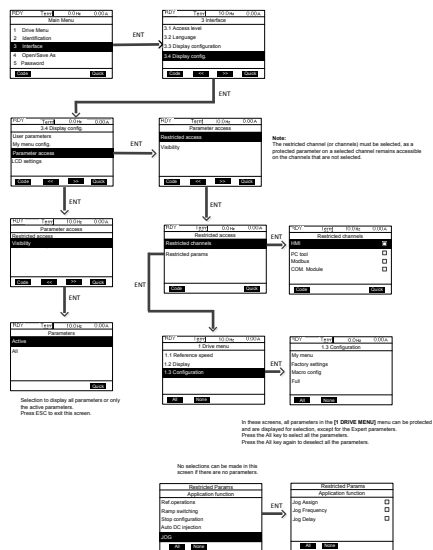 RDY Term 0.0Hz 0.00A
Main Menu
1 Drive Menu
2 Identification
3 Interface
4 Open/Save As
5 Password
Code Quick
ENT
RDY Term 10.0Hz 0.00A
3 Interface
3.1 Access level
3.2 Language
3.3 Display configuration
3.4 Display config.
Code << >> Quick
ENT
RDY Term 0.0Hz 0.00A
3.4 Display config.
User parameters
My menu config.
Parameter access
LCD settings
Code << >> Quick
ENT
RDY Term 10.0Hz 0.00A
Parameter access
Restricted access
Visibility
Code << >> Quick
Note:
The restricted channel (or channels) must be selected, as a
protected parameter on a selected channel remains accessible
on the channels that are not selected.
ENT
ENT
RDY Term 10.0Hz 0.00A
Parameter access
Restricted access
Visibility
Code << >> Quick
ENT
RDY Term 10.0Hz 0.00A
Restricted access
Restricted channels
Restricted params
Code Quick
ENT
RDY Term 10.0Hz 0.00A
Restricted channels
HMI
PC tool
Modbus
COM. Module
Code Quick
ENT
RDY Term 10.0Hz 0.00A
Parameters
Active
All
Quick
Selection to display all parameters or only
the active parameters.
Press ESC to exit this screen.
RDY Term 10.0Hz 0.00A
1 Drive menu
1.1 Reference speed
1.2 Display
1.3 Configuration
All None
ENT
RDY Term 10.0Hz 0.00A
1.3 Configuration
My menu
Factory settings
Macro config
Full
All None
In these screens, all parameters in the [1 DRIVE MENU] menu can be protected
and are displayed for selection, except for the Expert parameters.
Press the All key to select all the parameters.
Press the All key again to deselect all the parameters.
No selections can be made in this
screen if there are no parameters.
Restricted Params
Application function
Ref.operations
Ramp switching
Stop configuration
Auto DC injection
JOG
All None
ENT
Restricted Params
Application function
Jog Assign
Jog Frequency
Jog Delay
All None